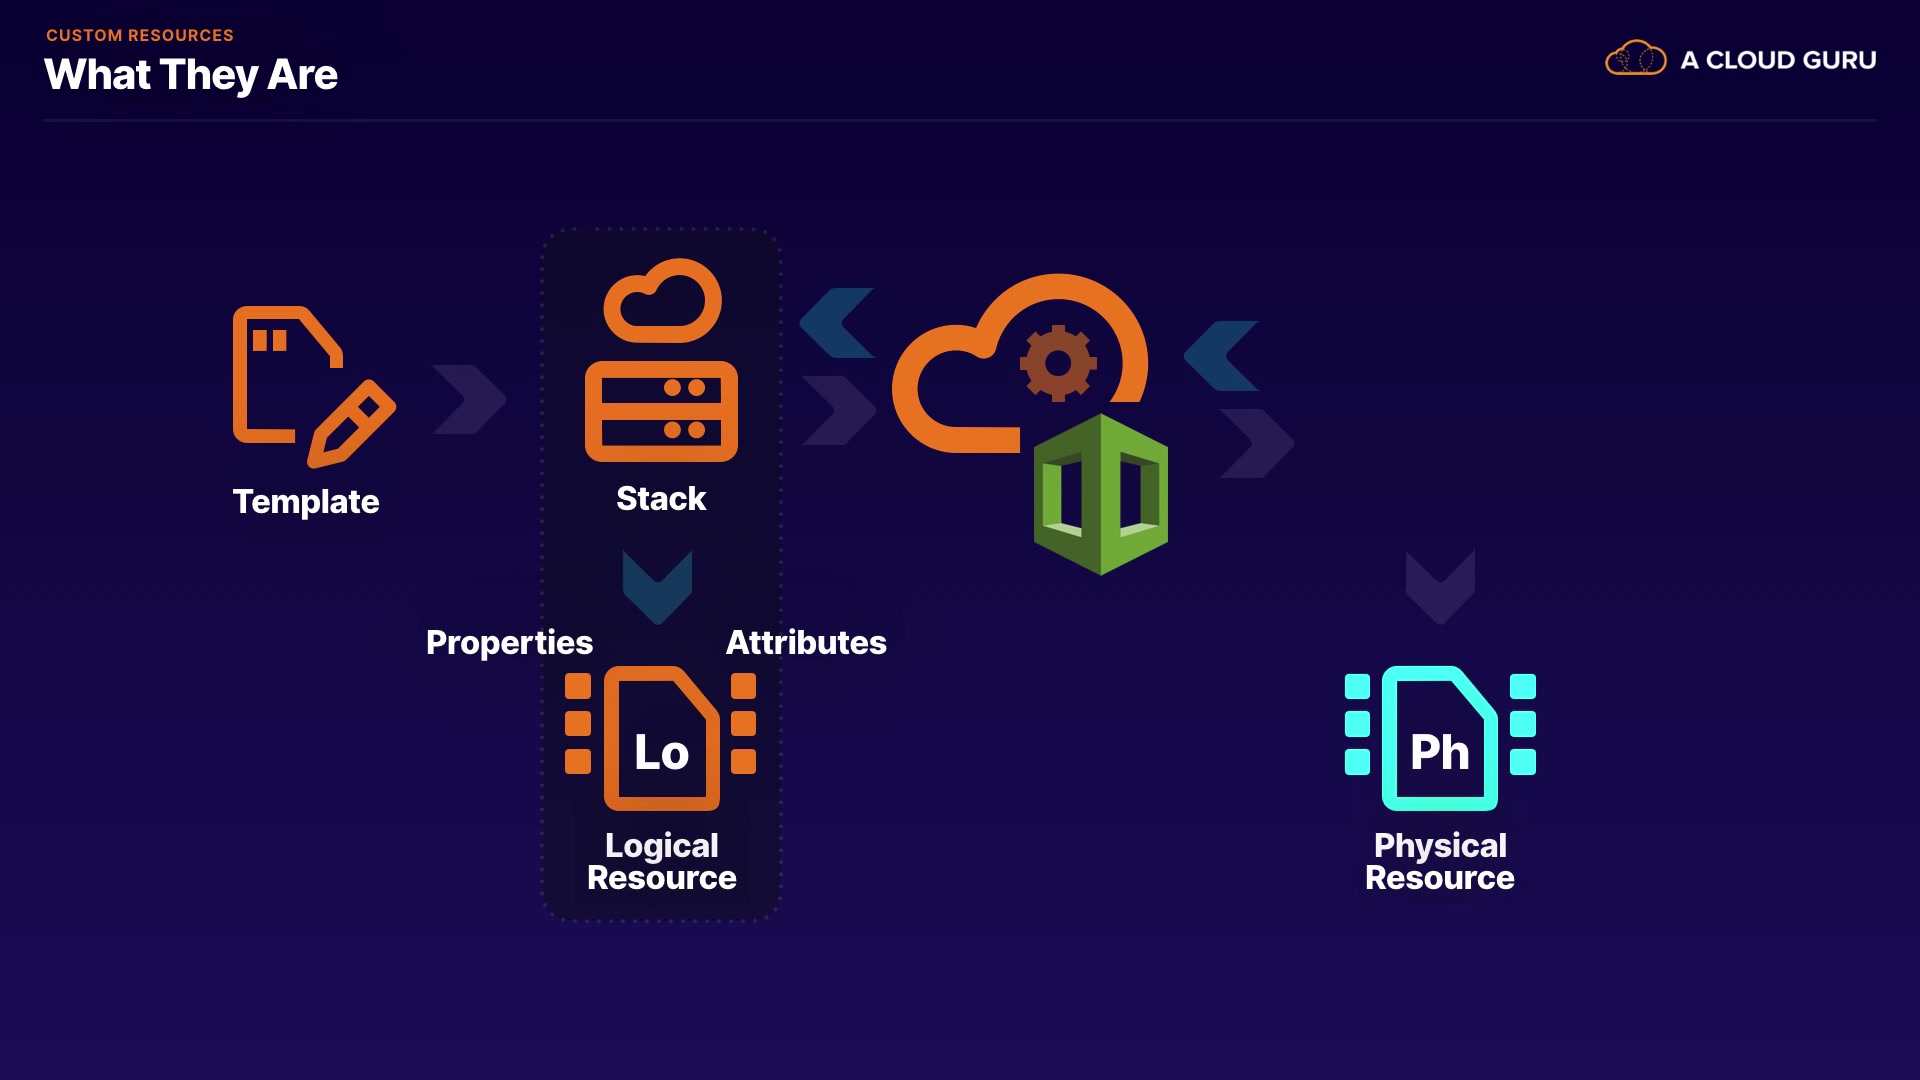 CUSTOM RESOURCES
What They Are
A CLOUD GURU
Template
Stack
Properties
Attributes
Lo
Ph
Logical
Resource
Physical
Resource